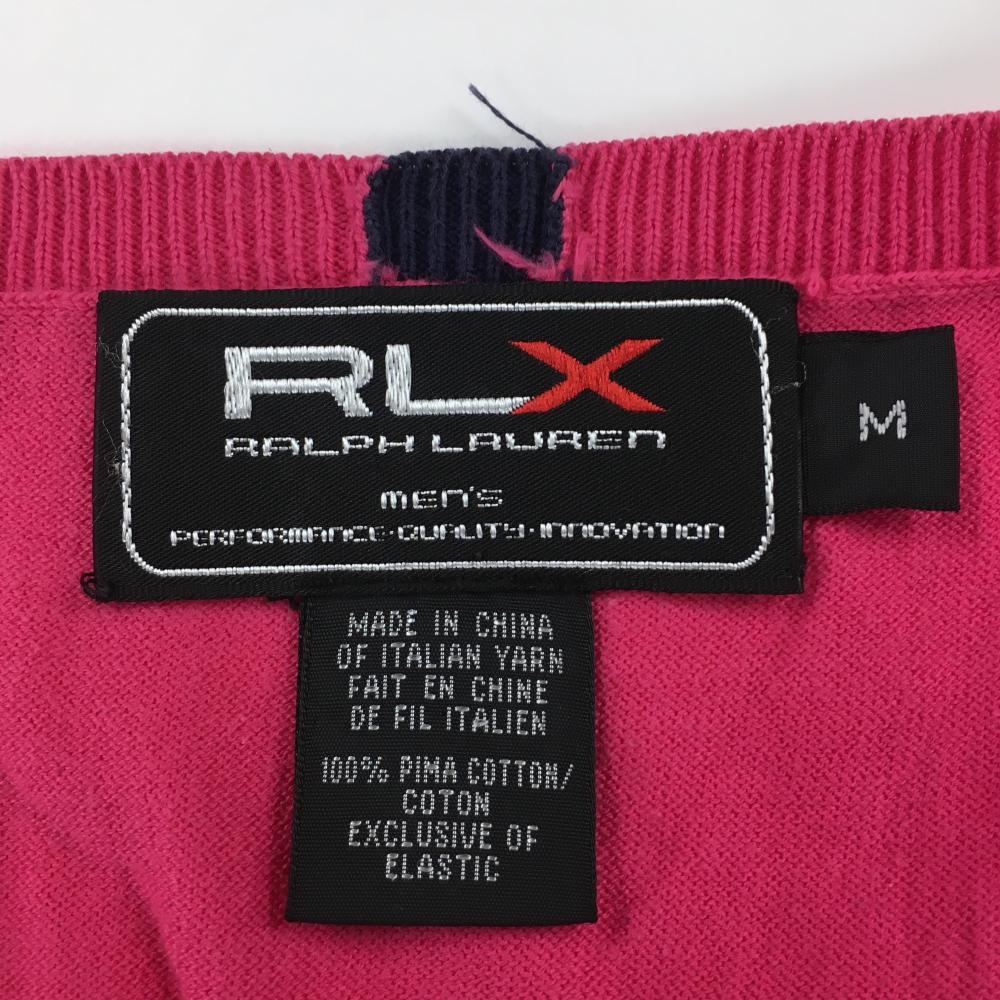 RLX
RALPH LAUREN
MEN'S
PERFORMANCE·QUALITY·INNOVATION
M
MADE IN CHINA
OF ITALIAN YARN
FAIT EN CHINE
DE FIL ITALIEN
100% PIMA COTTON/
COTON
EXCLUSIVE OF
ELASTIC